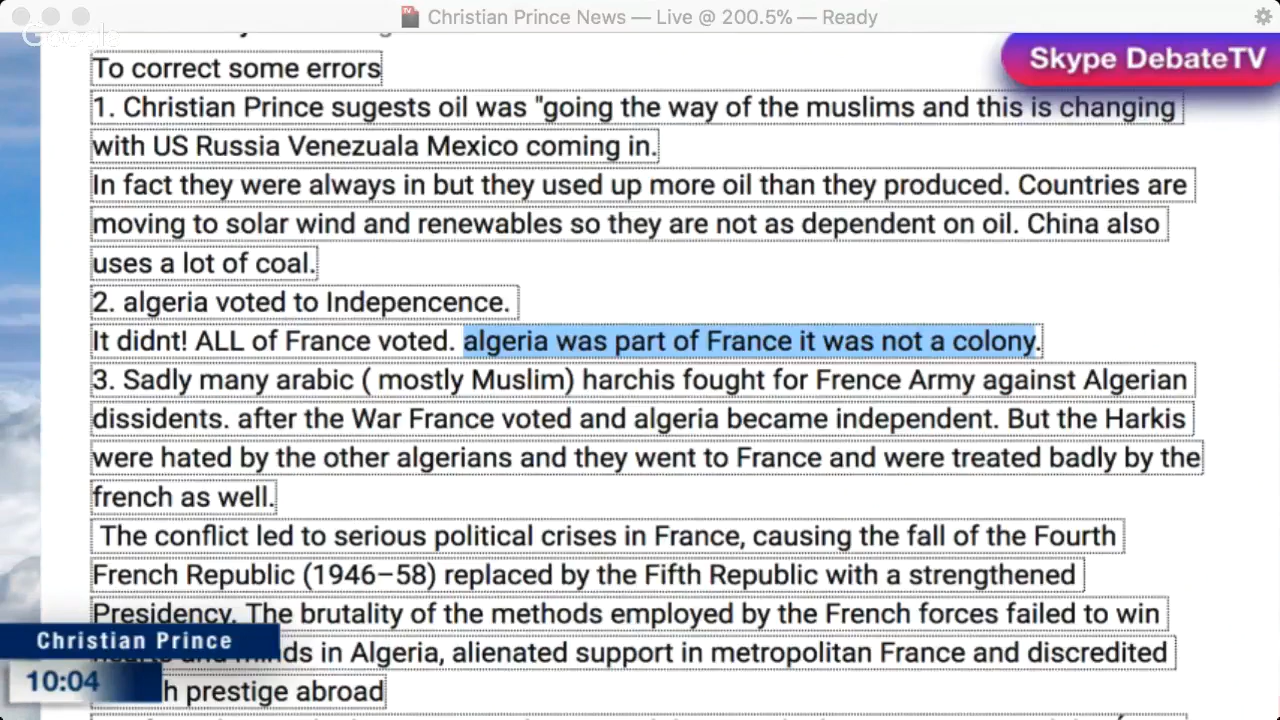 Christian Prince News — Live @ 200.5% — Ready
Google
Skype DebateTV
To correct some errors
1. Christian Prince sugests oil was "going the way of the muslims and this is changing
with US Russia Venezuala Mexico coming in.
In fact they were always in but they used up more oil than they produced. Countries are
moving to solar wind and renewables so they are not as dependent on oil. China also
uses a lot of coal.
2. algeria voted to Indepencence.
It didnt! ALL of France voted. algeria was part of France it was not a colony.
3. Sadly many arabic ( mostly Muslim) harchis fought for Frence Army against Algerian
dissidents. after the War France voted and algeria became independent. But the Harkis
were hated by the other algerians and they went to France and were treated badly by the
french as well.
The conflict led to serious political crises in France, causing the fall of the Fourth
French Republic (1946–58) replaced by the Fifth Republic with a strengthened
Presidency. The brutality of the methods employed by the French forces failed to win
in Algeria, alienated support in metropolitan France and discredited
prestige abroad
Christian Prince
10:04